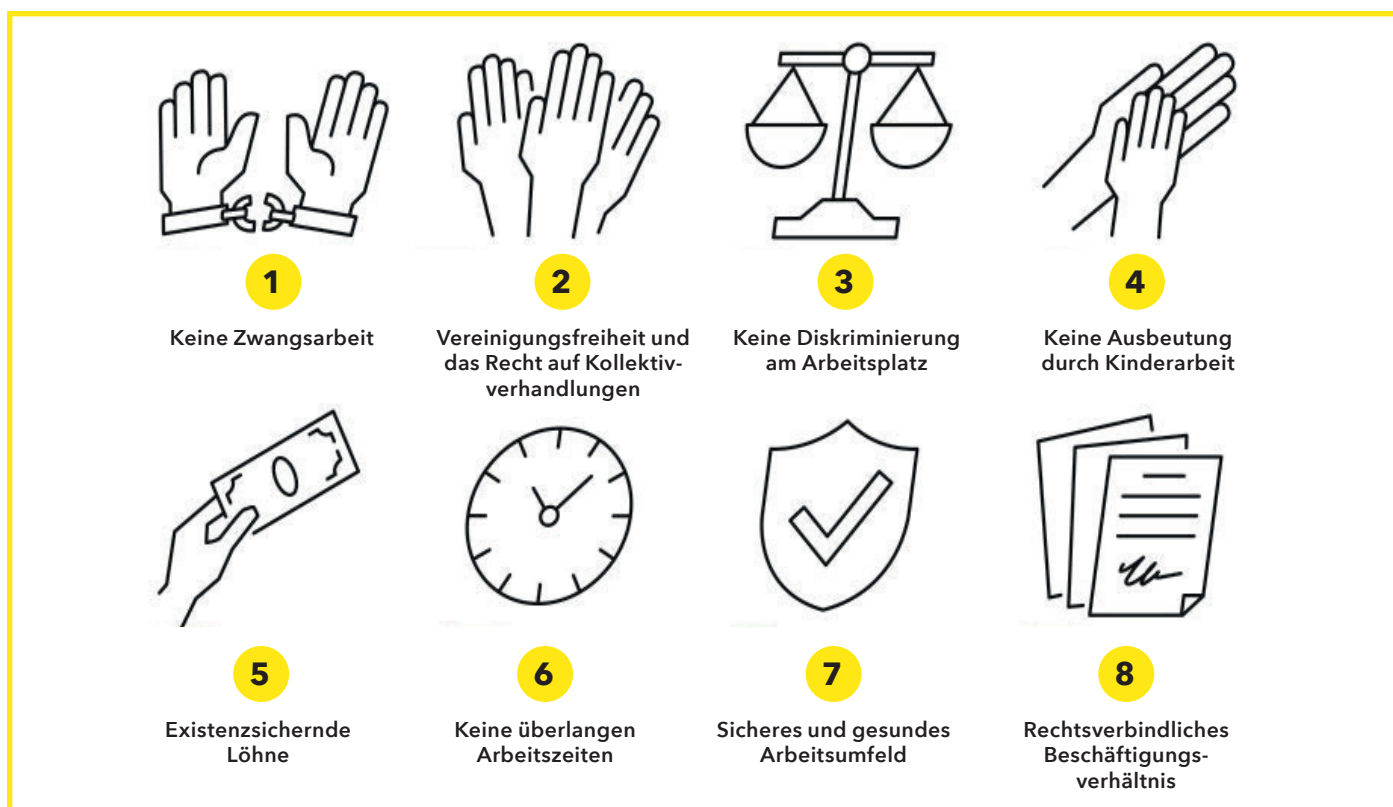 1
Keine Zwangsarbeit
2
Vereinigungsfreiheit und
das Recht auf Kollektiv-
verhandlungen
3
Keine Diskriminierung
am Arbeitsplatz
4
Keine Ausbeutung
durch Kinderarbeit
5
Existenzsichernde
Löhne
6
Keine überlangen
Arbeitszeiten
7
Sicheres und gesundes
Arbeitsumfeld
8
Rechtsverbindliches
Beschäftigungs-
verhältnis